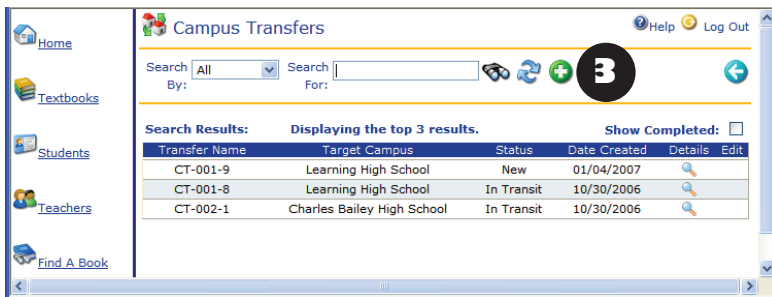 Campus Transfers
Help Log Out
Home
Search By: All Search For:
3
Textbooks
Search Results: Displaying the top 3 results. Show Completed:
Students
Transfer Name Target Campus Status Date Created Details Edit
CT-001-9 Learning High School New 01/04/2007
CT-001-8 Learning High School In Transit 10/30/2006
CT-002-1 Charles Bailey High School In Transit 10/30/2006
Teachers
Find A Book